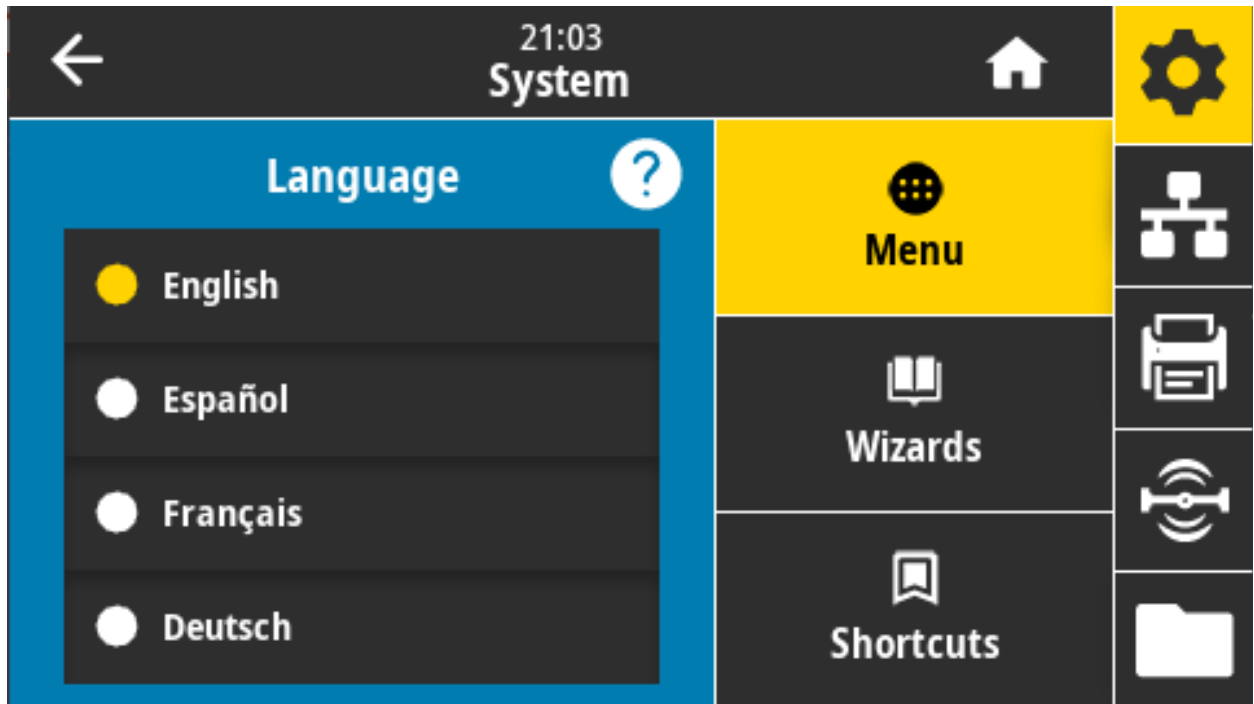 21:03
System
Language
?
English
Español
Français
Deutsch
Menu
Wizards
Shortcuts